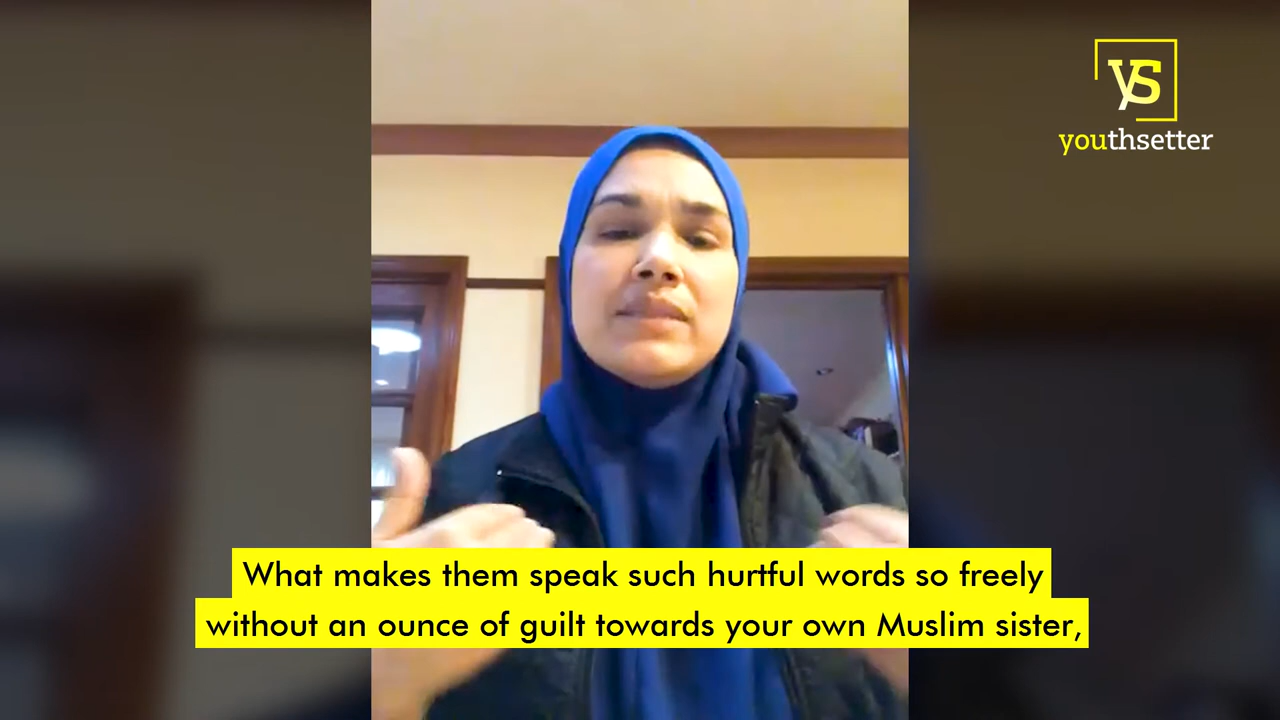 YS
youthsetter
What makes them speak such hurtful words so freely
without an ounce of guilt towards your own Muslim sister,